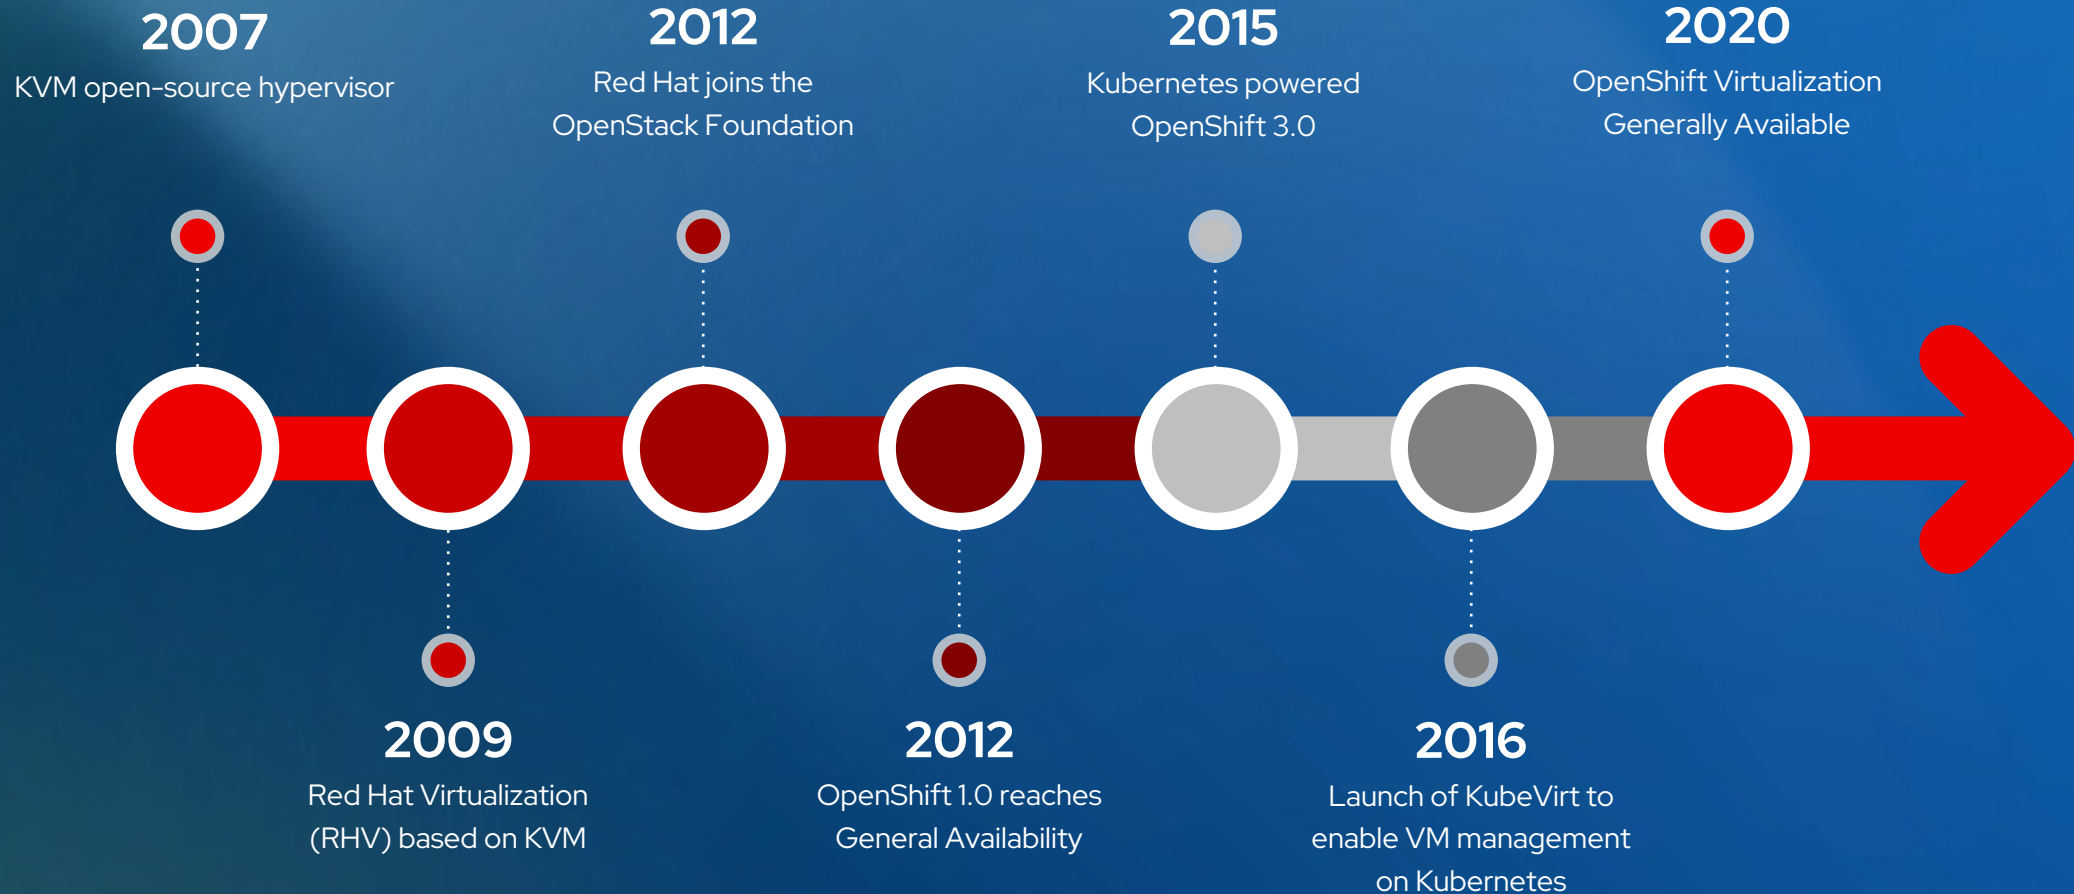 2007
KVM open-source hypervisor
2012
Red Hat joins the
OpenStack Foundation
2015
Kubernetes powered
OpenShift 3.0
2020
OpenShift Virtualization
Generally Available
2009
Red Hat Virtualization
(RHV) based on KVM
2012
OpenShift 1.0 reaches
General Availability
2016
Launch of KubeVirt to
enable VM management
on Kubernetes